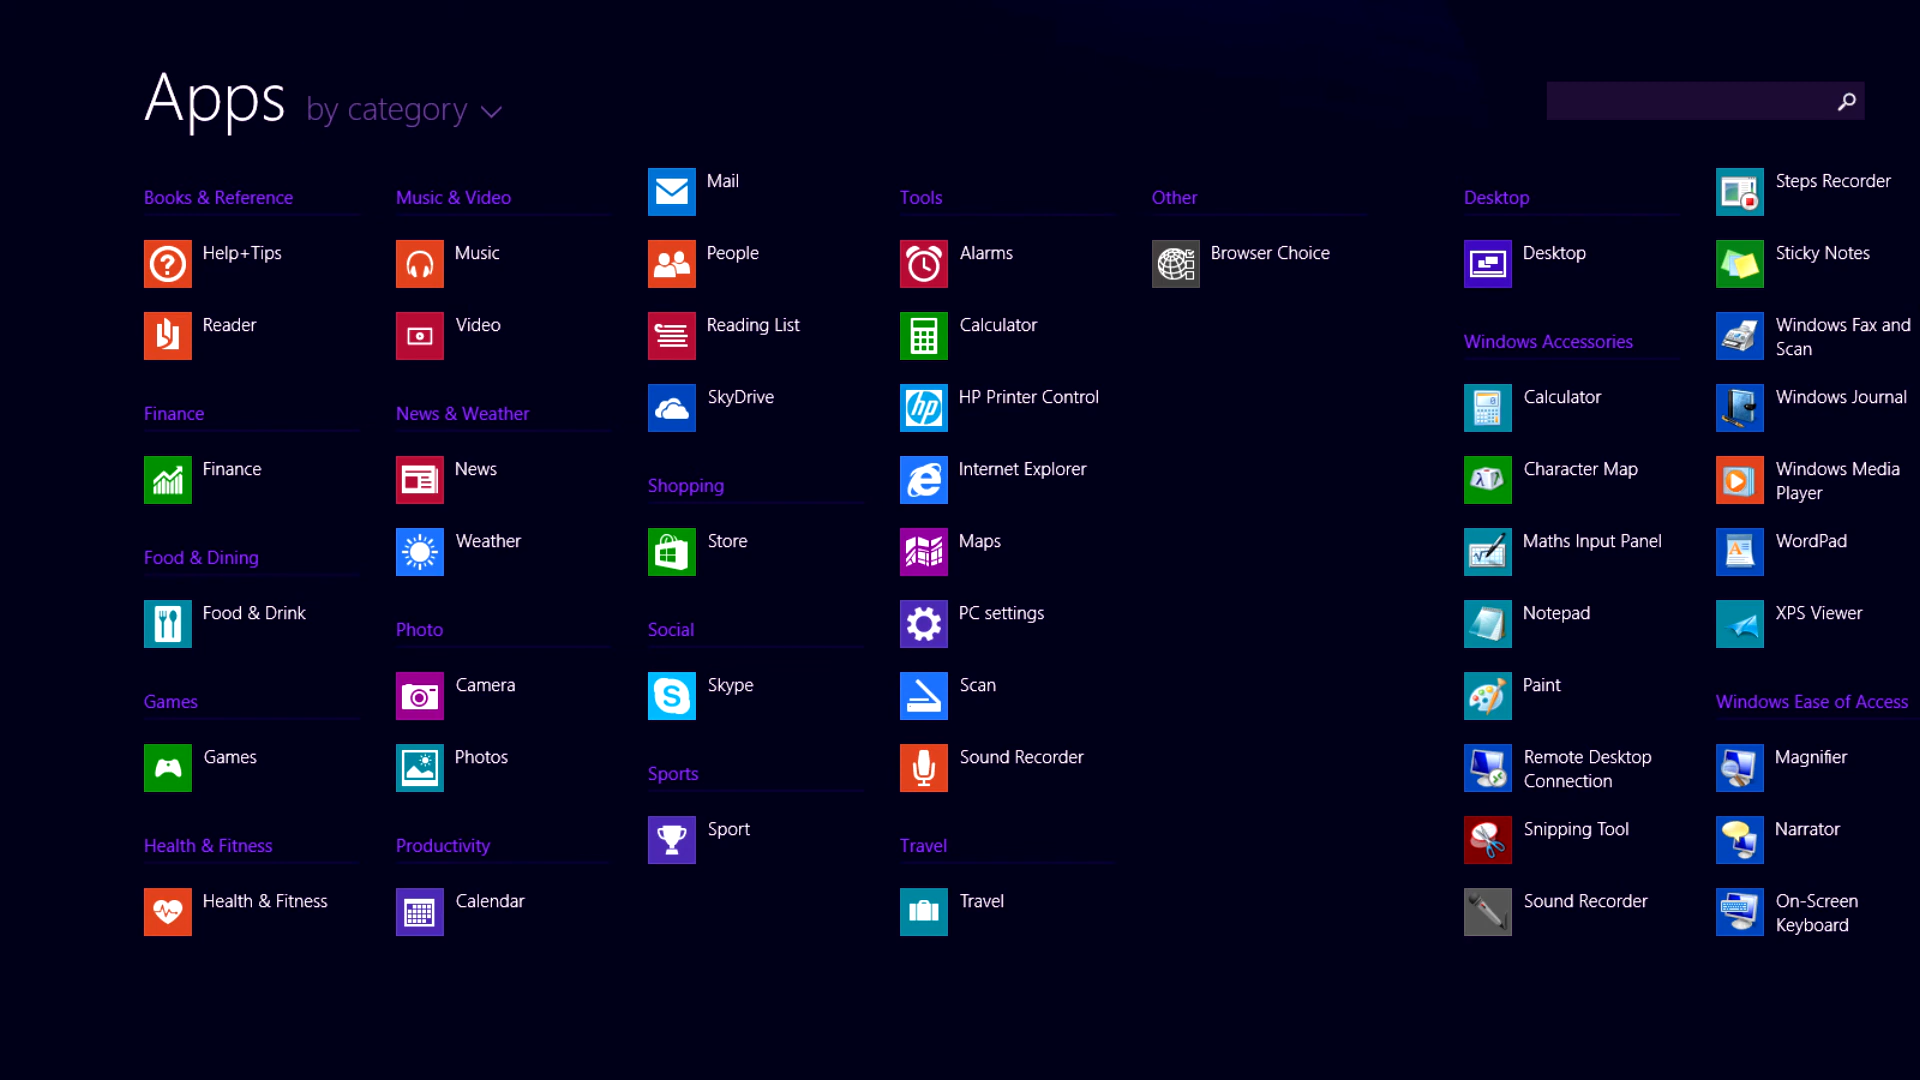 Apps by category
Books & Reference
Help+Tips
Reader
Finance
Finance
Food & Dining
Food & Drink
Games
Games
Health & Fitness
Health & Fitness
Music & Video
Music
Video
News & Weather
News
Weather
Photo
Camera
Photos
Productivity
Calendar
Mail
People
Reading List
SkyDrive
Shopping
Store
Social
Skype
Sports
Sport
Tools
Alarms
Calculator
HP Printer Control
Internet Explorer
Maps
PC settings
Scan
Sound Recorder
Travel
Travel
Other
Browser Choice
Desktop
Desktop
Windows Accessories
Calculator
Character Map
Maths Input Panel
Notepad
Paint
Remote Desktop
Connection
Snipping Tool
Sound Recorder
Steps Recorder
Sticky Notes
Windows Fax and
Scan
Windows Journal
Windows Media
Player
WordPad
XPS Viewer
Windows Ease of Access
Magnifier
Narrator
On-Screen
Keyboard